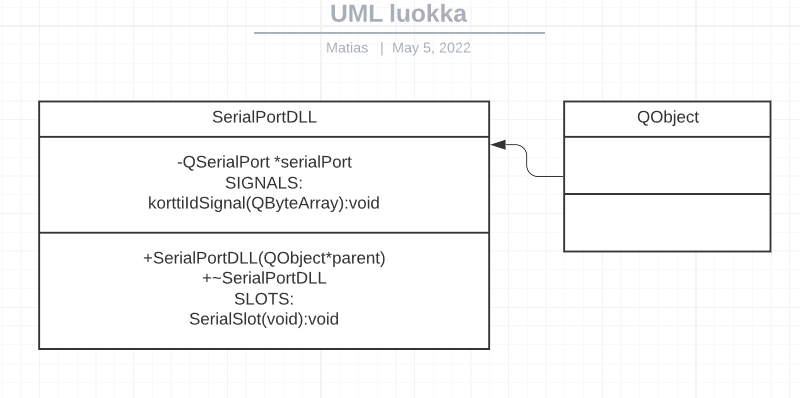 UML luokka
Matias | May 5, 2022
SerialPortDLL
-QSerialPort *serialPort
SIGNALS:
korttiIdSignal(QByteArray):void
+SerialPortDLL(QObject*parent)
+~SerialPortDLL
SLOTS:
SerialSlot(void):void
QObject